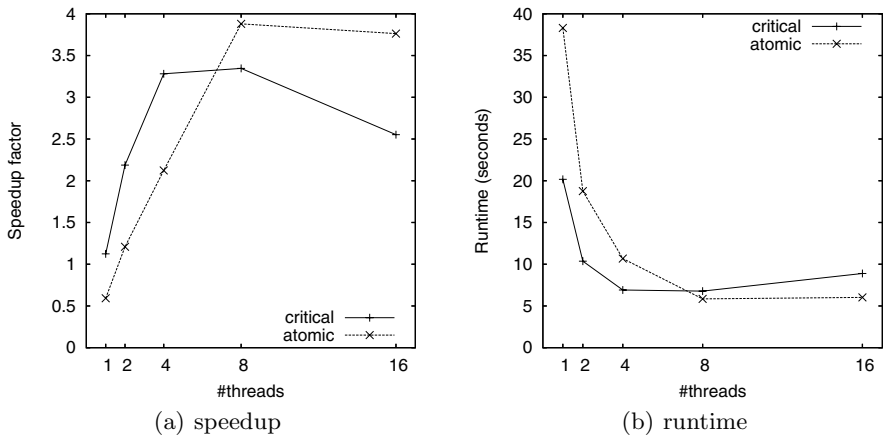 4
3.5
3
2.5
2
1.5
1
0.5
0
Speedup factor
critical
atomic
1 2 4 8 16
#threads
(a) speedup
40
35
30
25
20
15
10
5
0
Runtime (seconds)
critical
atomic
1 2 4 8 16
#threads
(b) runtime